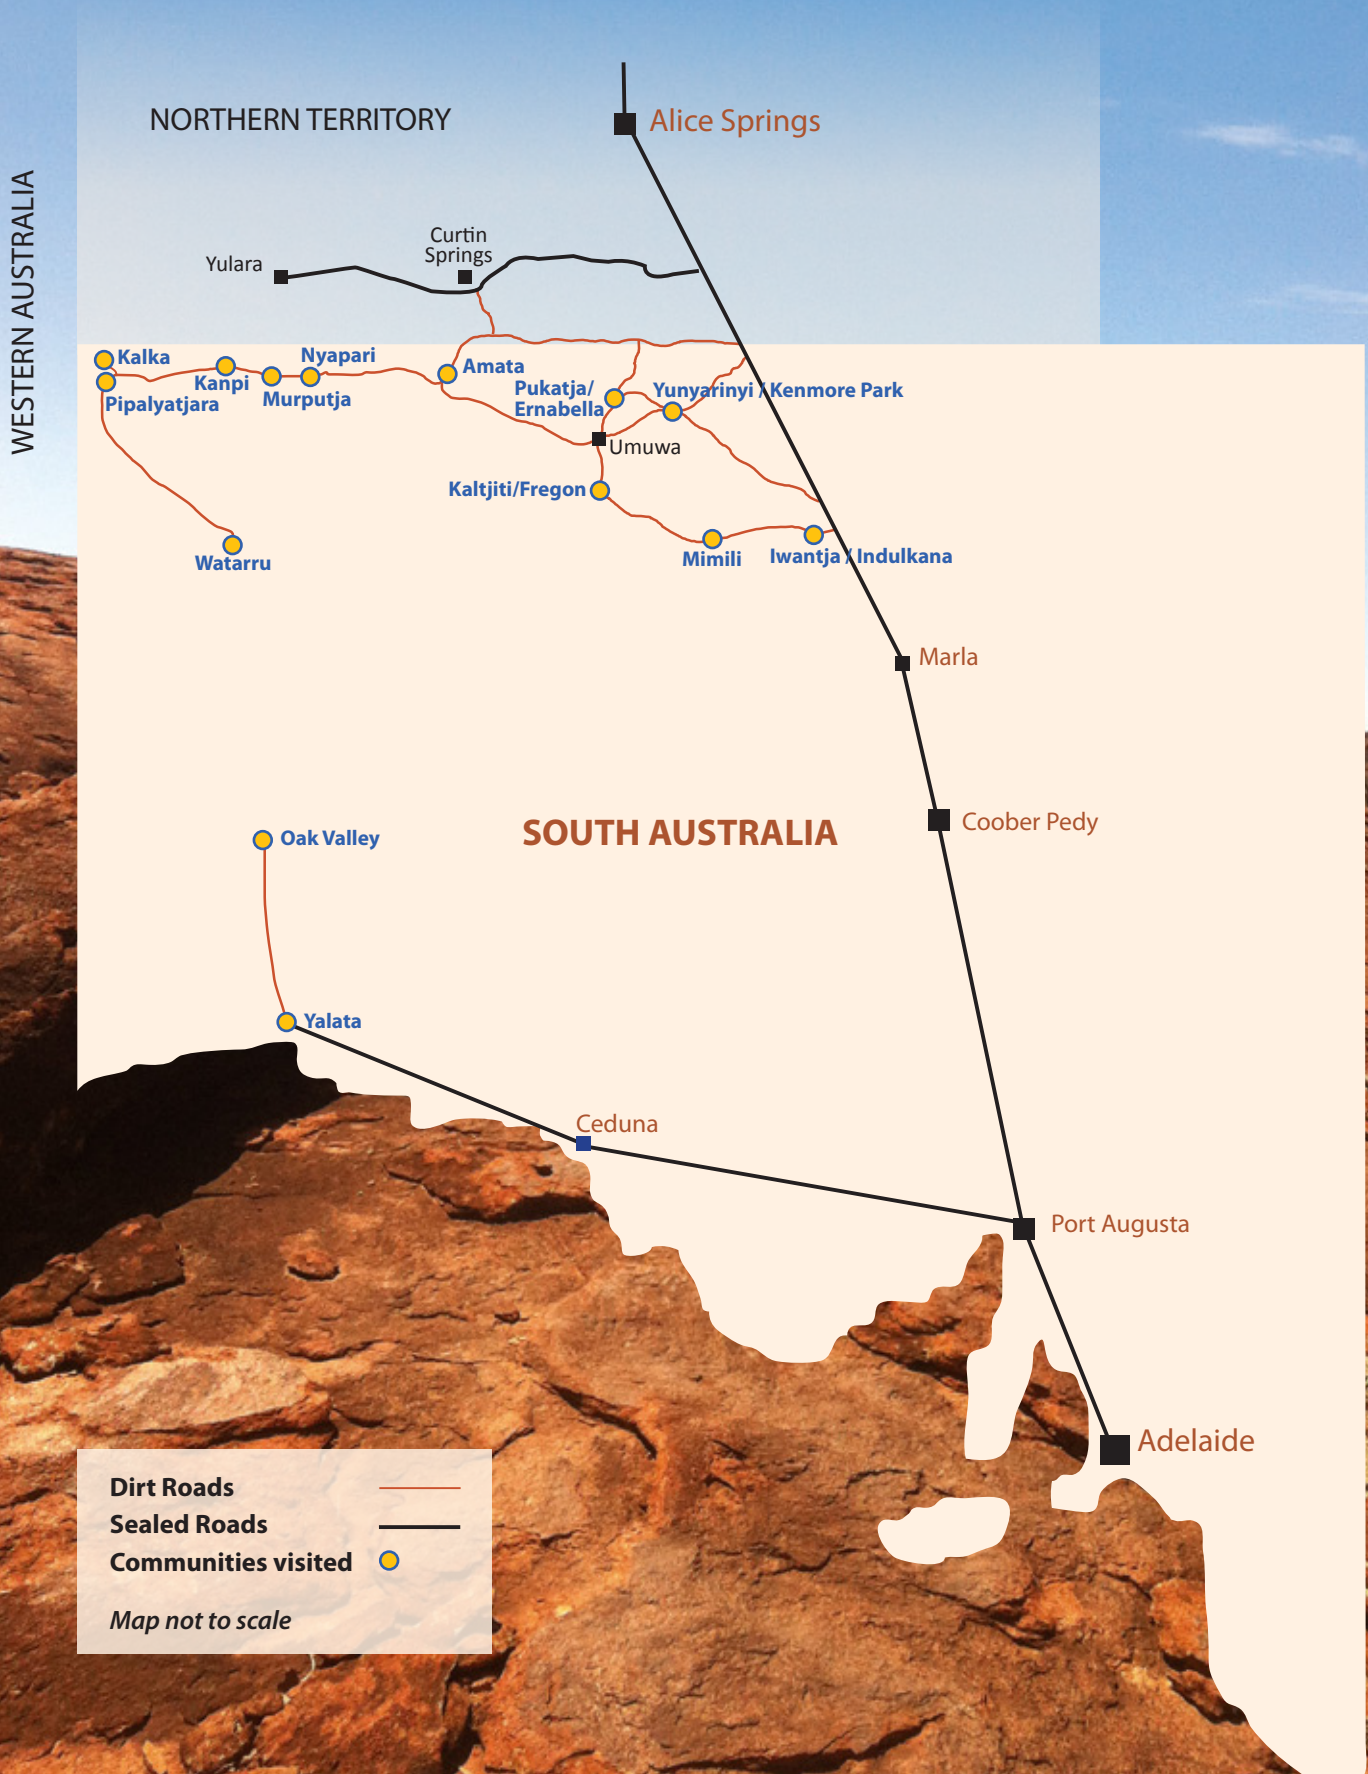 NORTHERN TERRITORY
Alice Springs
WESTERN AUSTRALIA
Curtin
Springs
Yulara
Kalka
Nyapari
Amata
Kanpi
Pipalyatjara
Murputja
Pukatja/
Ernabella
Yunyarinyi / Kenmore Park
Umuwa
Kaltjiti/Fregon
Watarru
Mimili
Iwantja / Indulkana
Marla
SOUTH AUSTRALIA
Coober Pedy
Oak Valley
Yalata
Ceduna
Port Augusta
Adelaide
Dirt Roads
Sealed Roads
Communities visited
Map not to scale